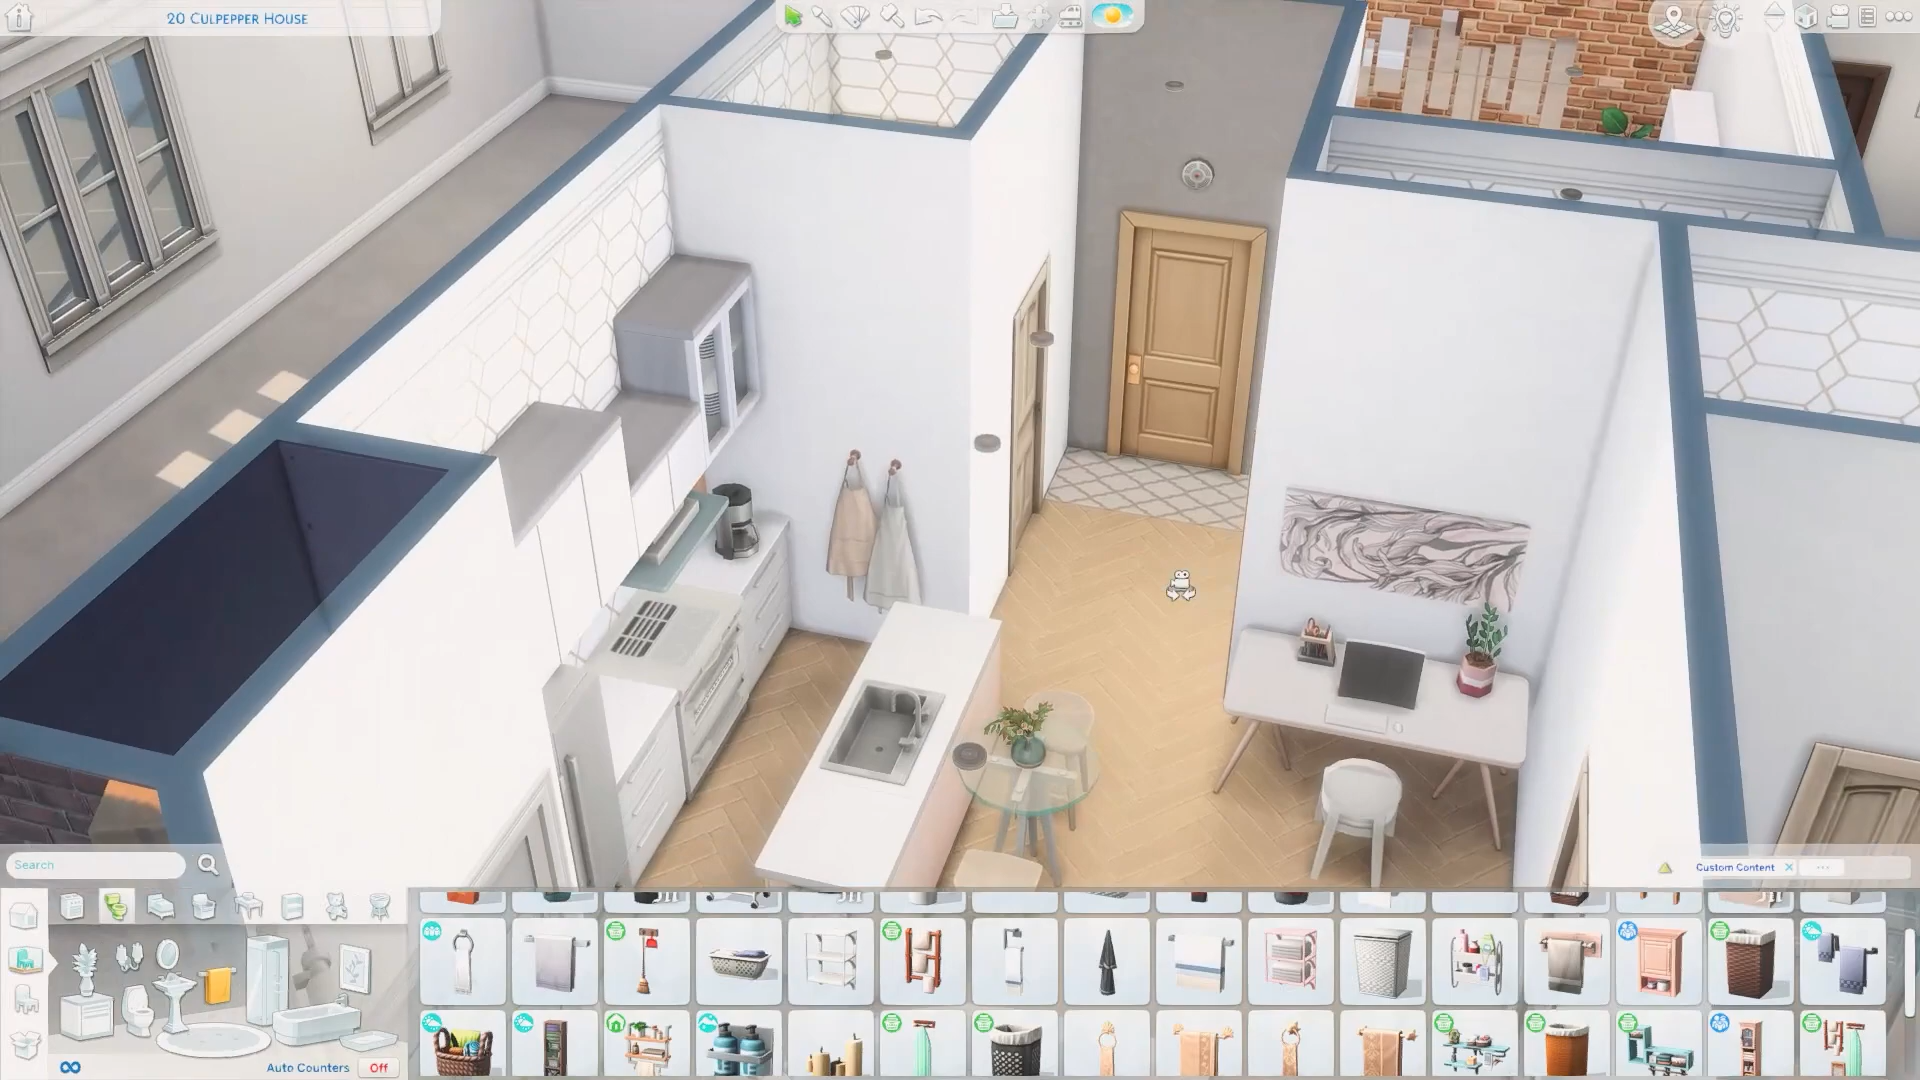 20 Culpepper House
Search
Custom Content
Auto Counters
Off